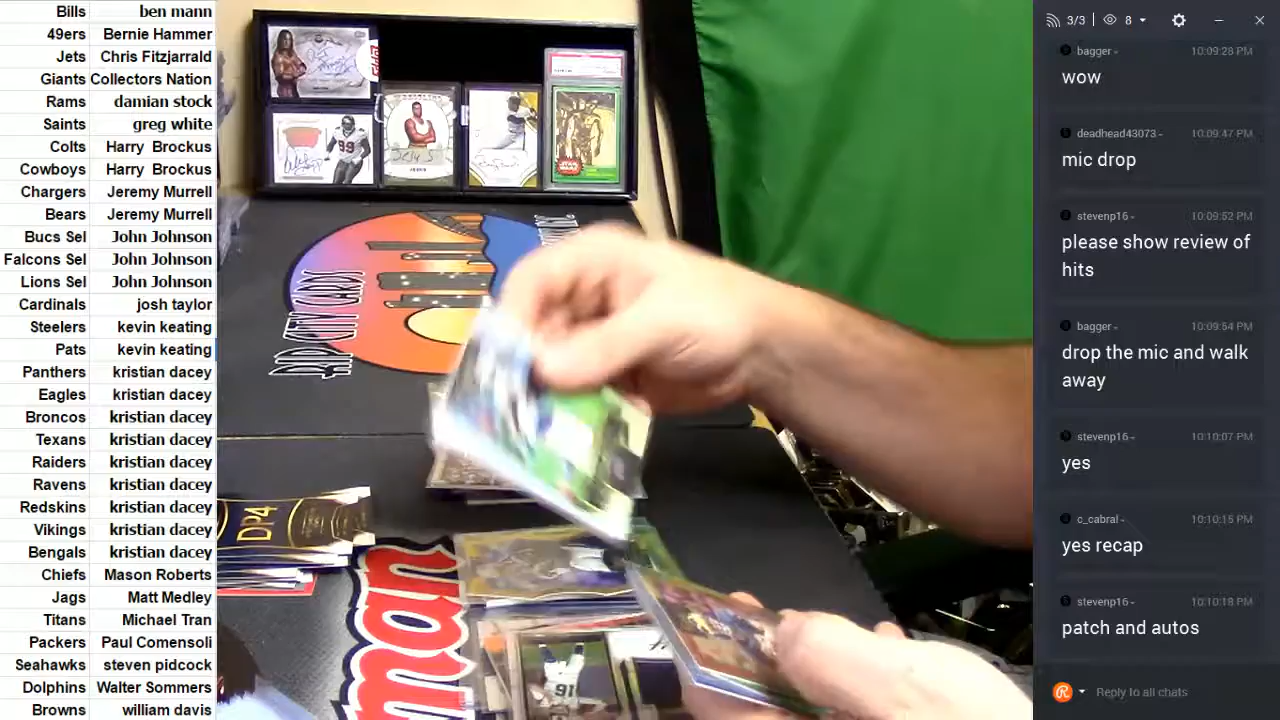 Bills ben mann
49ers Bernie Hammer
Jets Chris Fitzjarrald
Giants Collectors Nation
Rams damian stock
Saints greg white
Colts Harry Brockus
Cowboys Harry Brockus
Chargers Jeremy Murrell
Bears Jeremy Murrell
Bucs Sel John Johnson
Falcons Sel John Johnson
Lions Sel John Johnson
Cardinals josh taylor
Steelers kevin keating
Pats kevin keating
Panthers kristian dacey
Eagles kristian dacey
Broncos kristian dacey
Texans kristian dacey
Raiders kristian dacey
Ravens kristian dacey
Redskins kristian dacey
Vikings kristian dacey
Bengals kristian dacey
Chiefs Mason Roberts
Jags Matt Medley
Titans Michael Tran
Packers Paul Comensoli
Seahawks steven pidcock
Dolphins Walter Sommers
Browns william davis
RIP CITY CARDS
DP4
man
99
91
3/3 8
bagger 10:09:28 PM
wow
deadhead43073 10:09:47 PM
mic drop
stevenp16 10:09:52 PM
please show review of
hits
bagger 10:09:54 PM
drop the mic and walk
away
stevenp16 10:10:07 PM
yes
c_cabral 10:10:15 PM
yes recap
stevenp16 10:10:18 PM
patch and autos
Reply to all chats